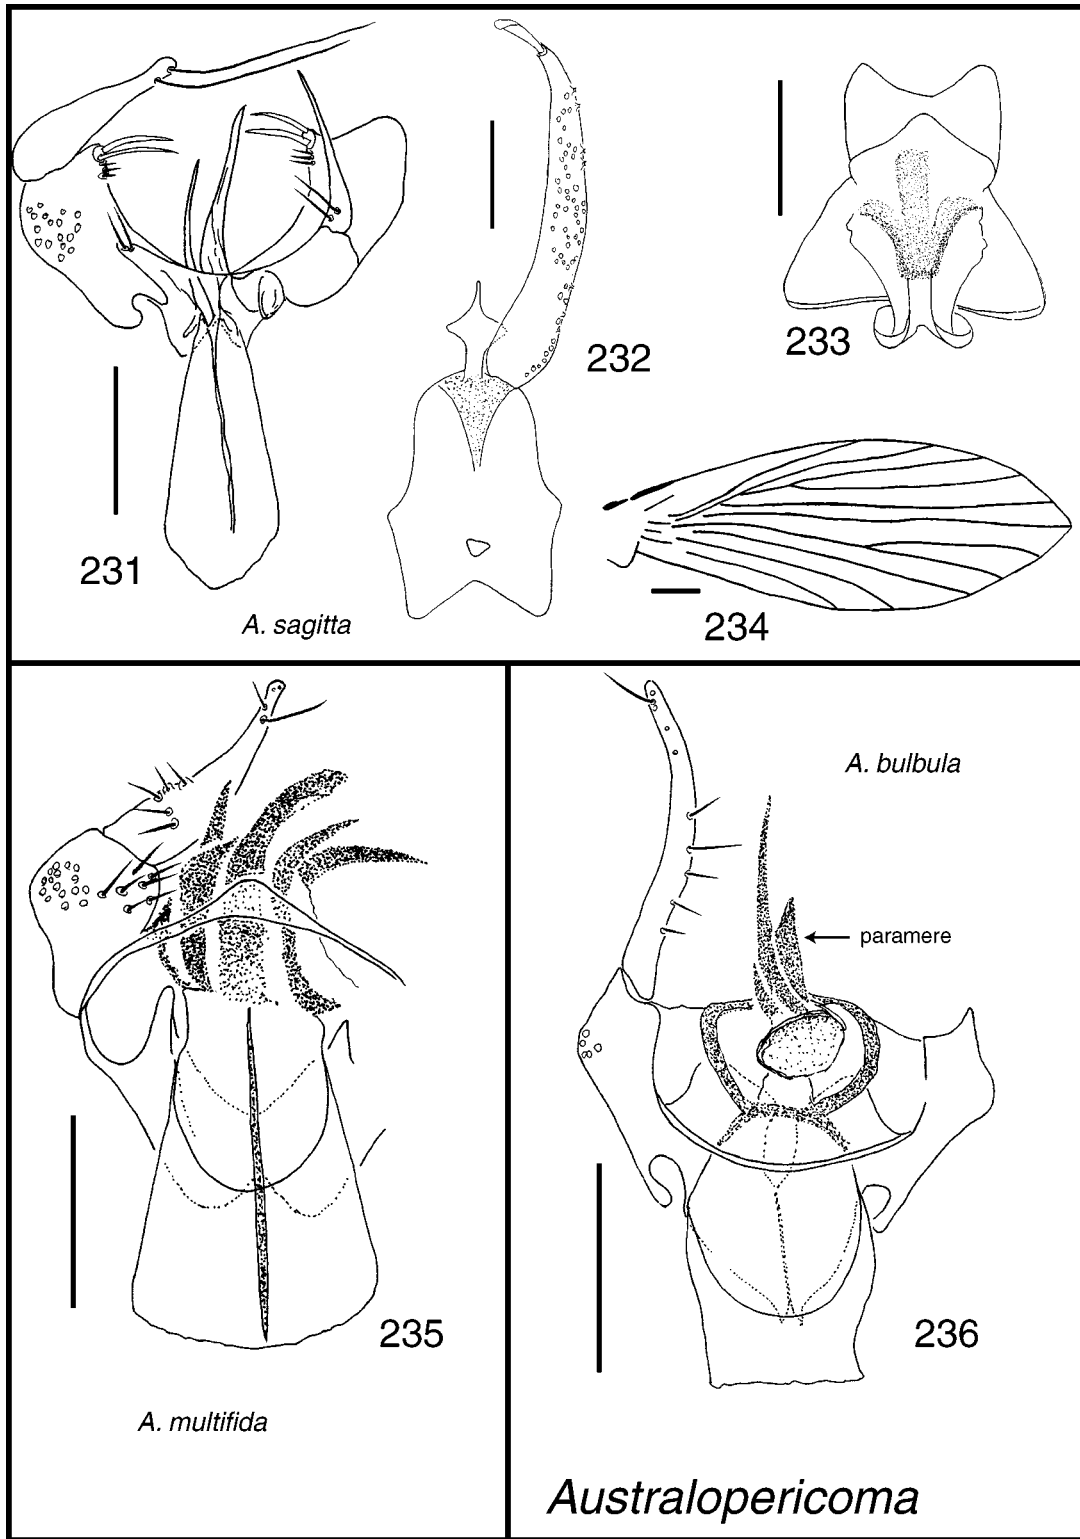 232
233
231
234
A. sagitta
A. bulbula
paramere
235
236
A. multifida
Australopericoma